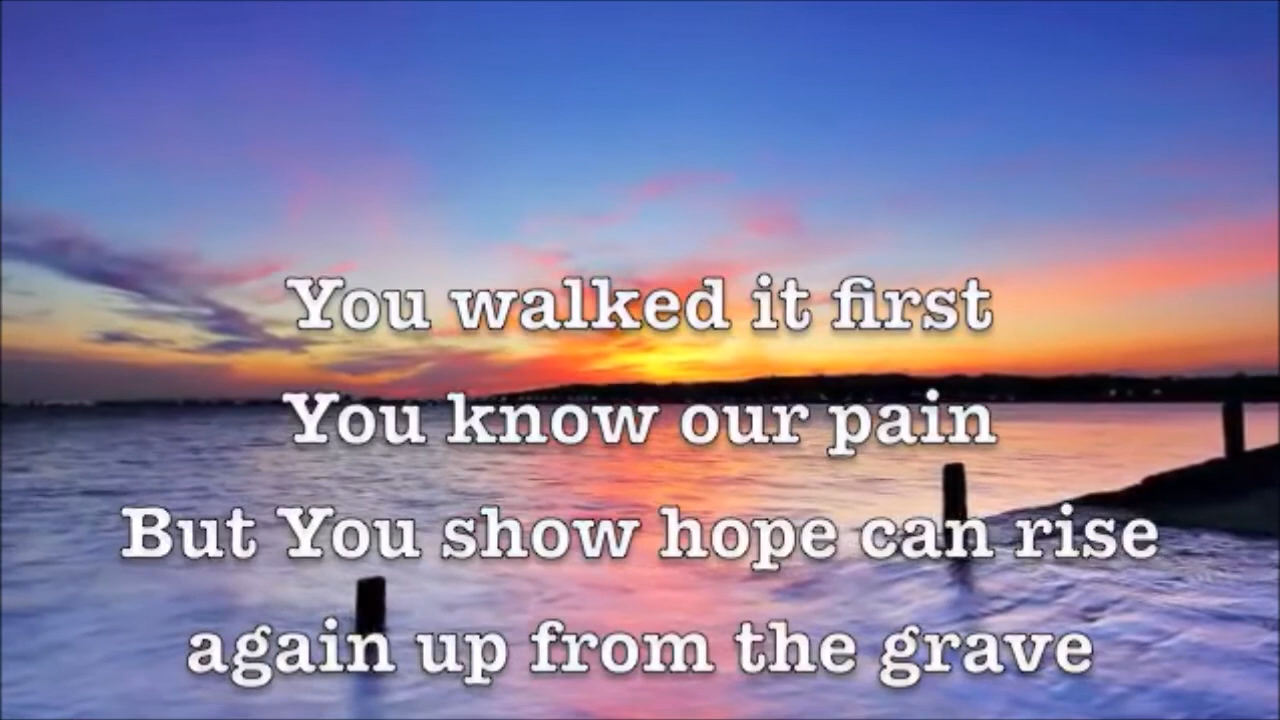 You walked it first
You know our pain
But You show hope can rise
again up from the grave